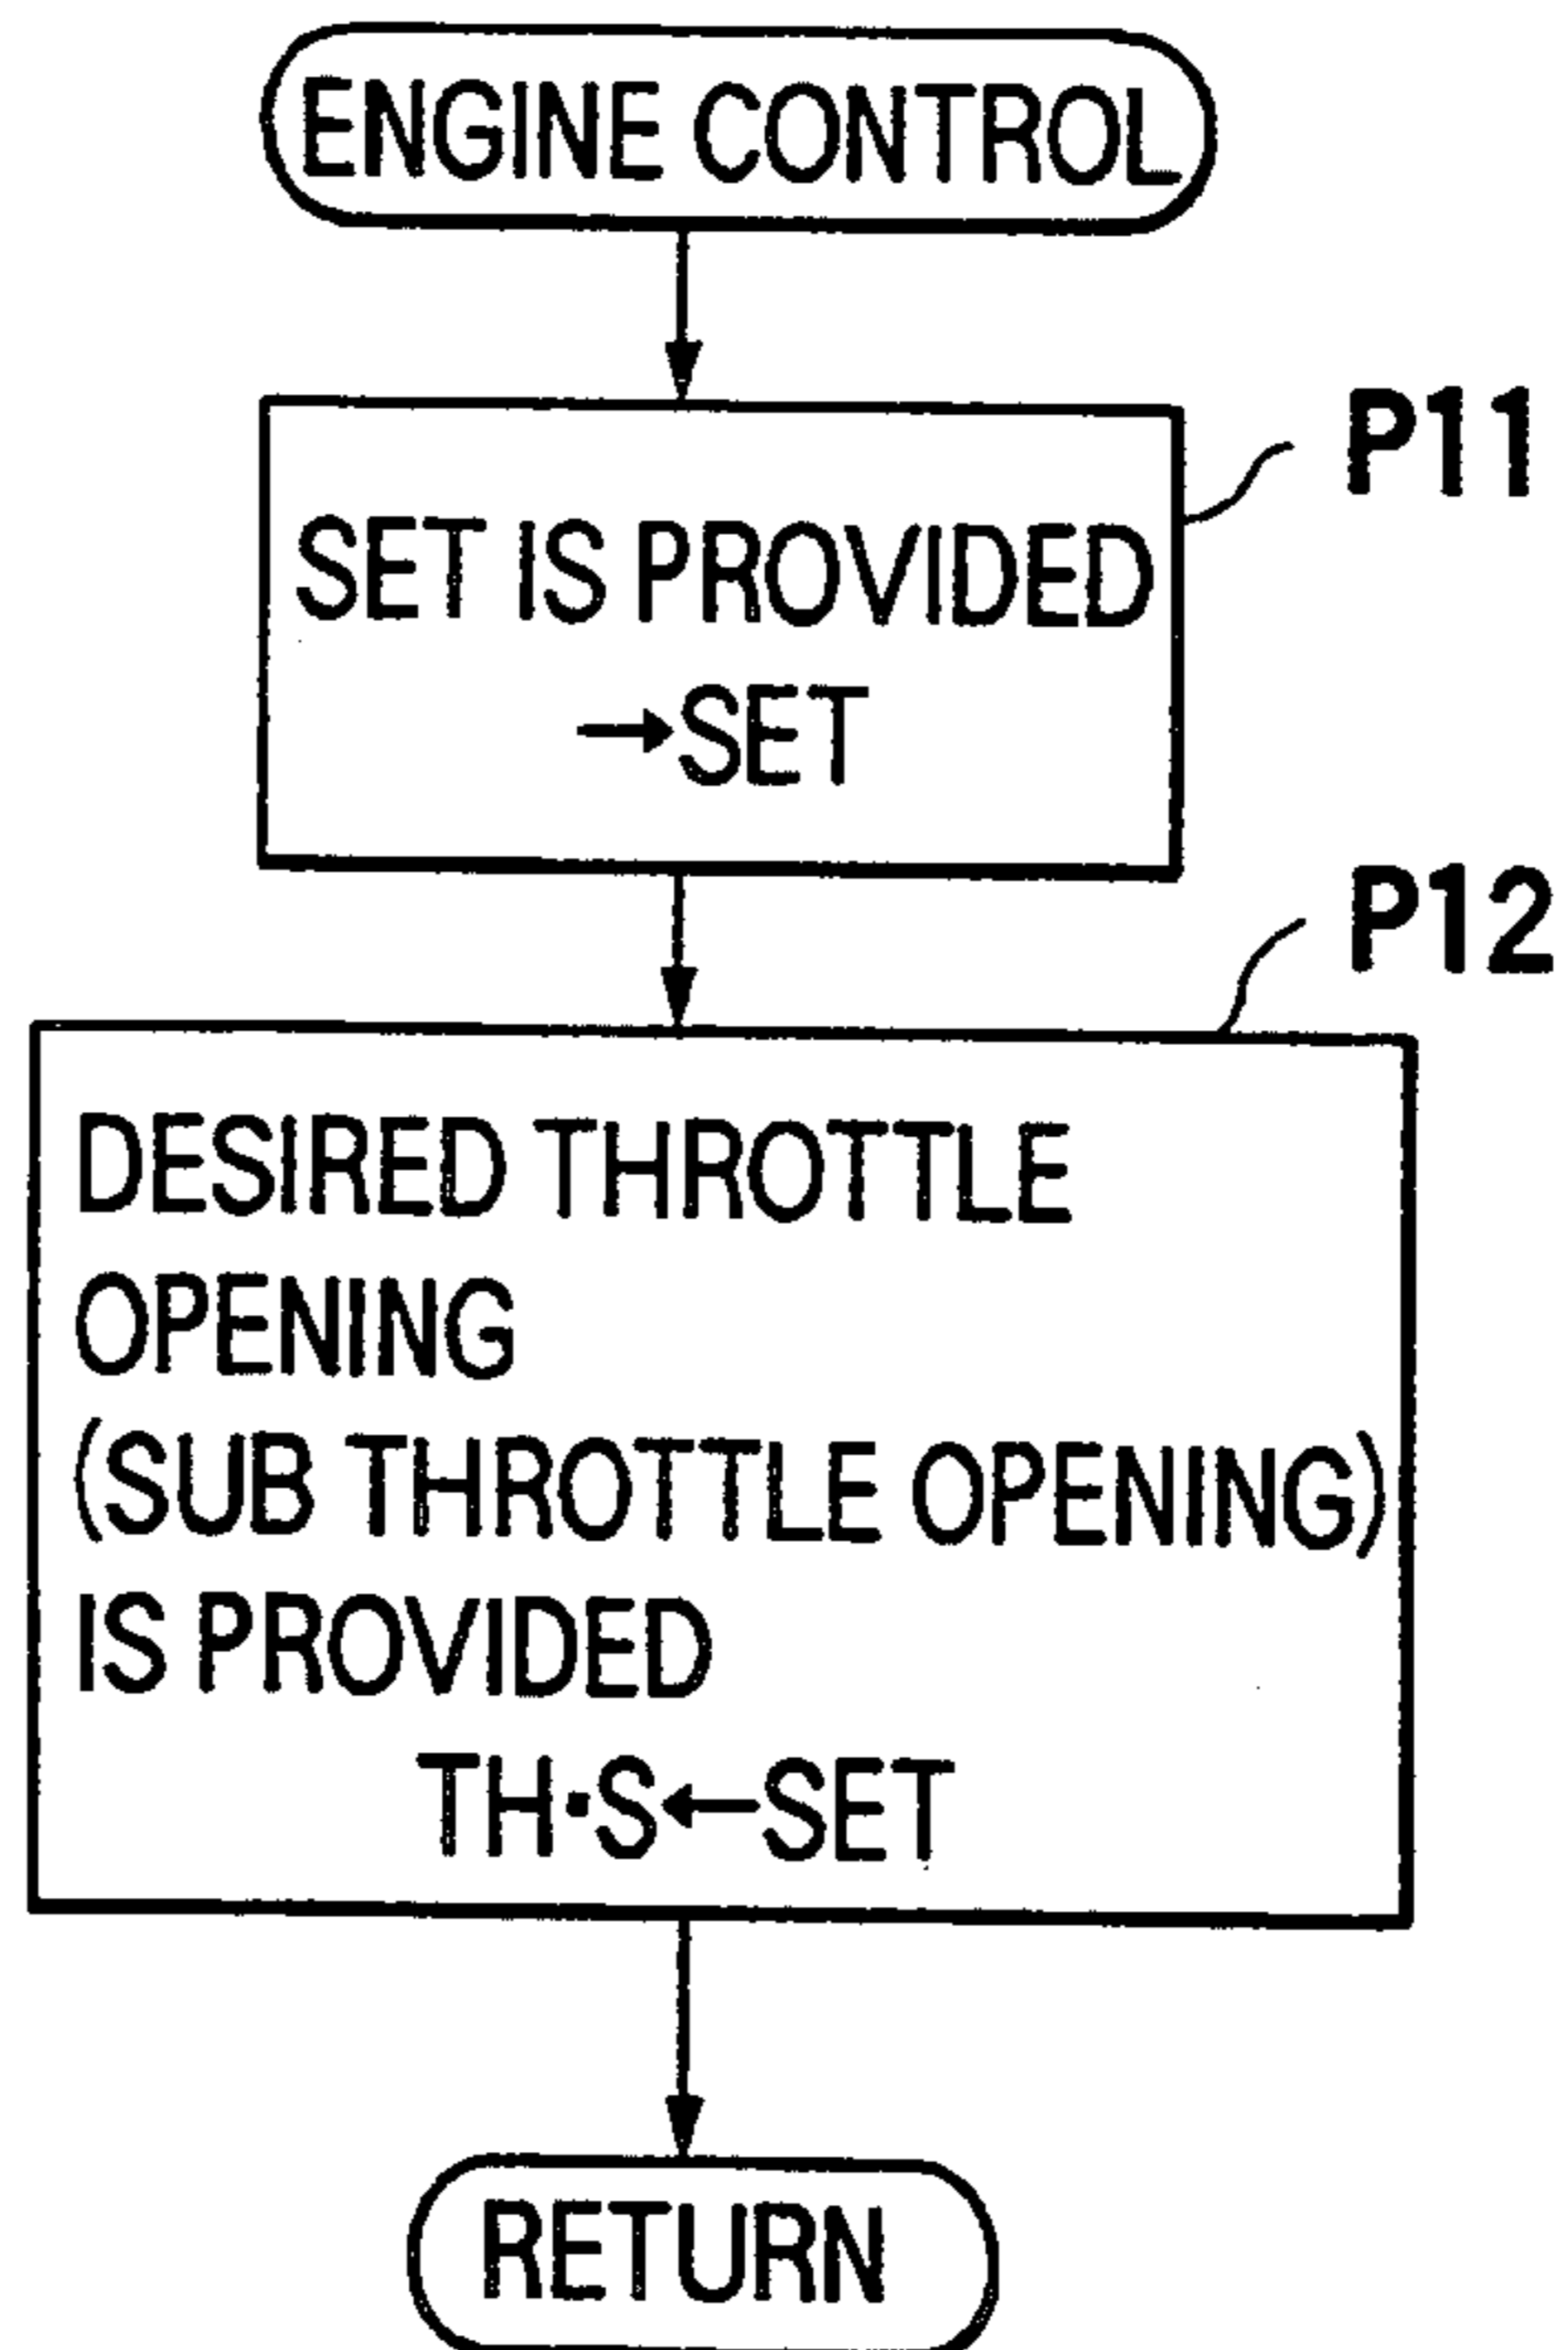 ENGINE CONTROL
P11
SET IS PROVIDED
→SET
P12
DESIRED THROTTLE
OPENING
(SUB THROTTLE OPENING)
IS PROVIDED
TH·S←SET
RETURN